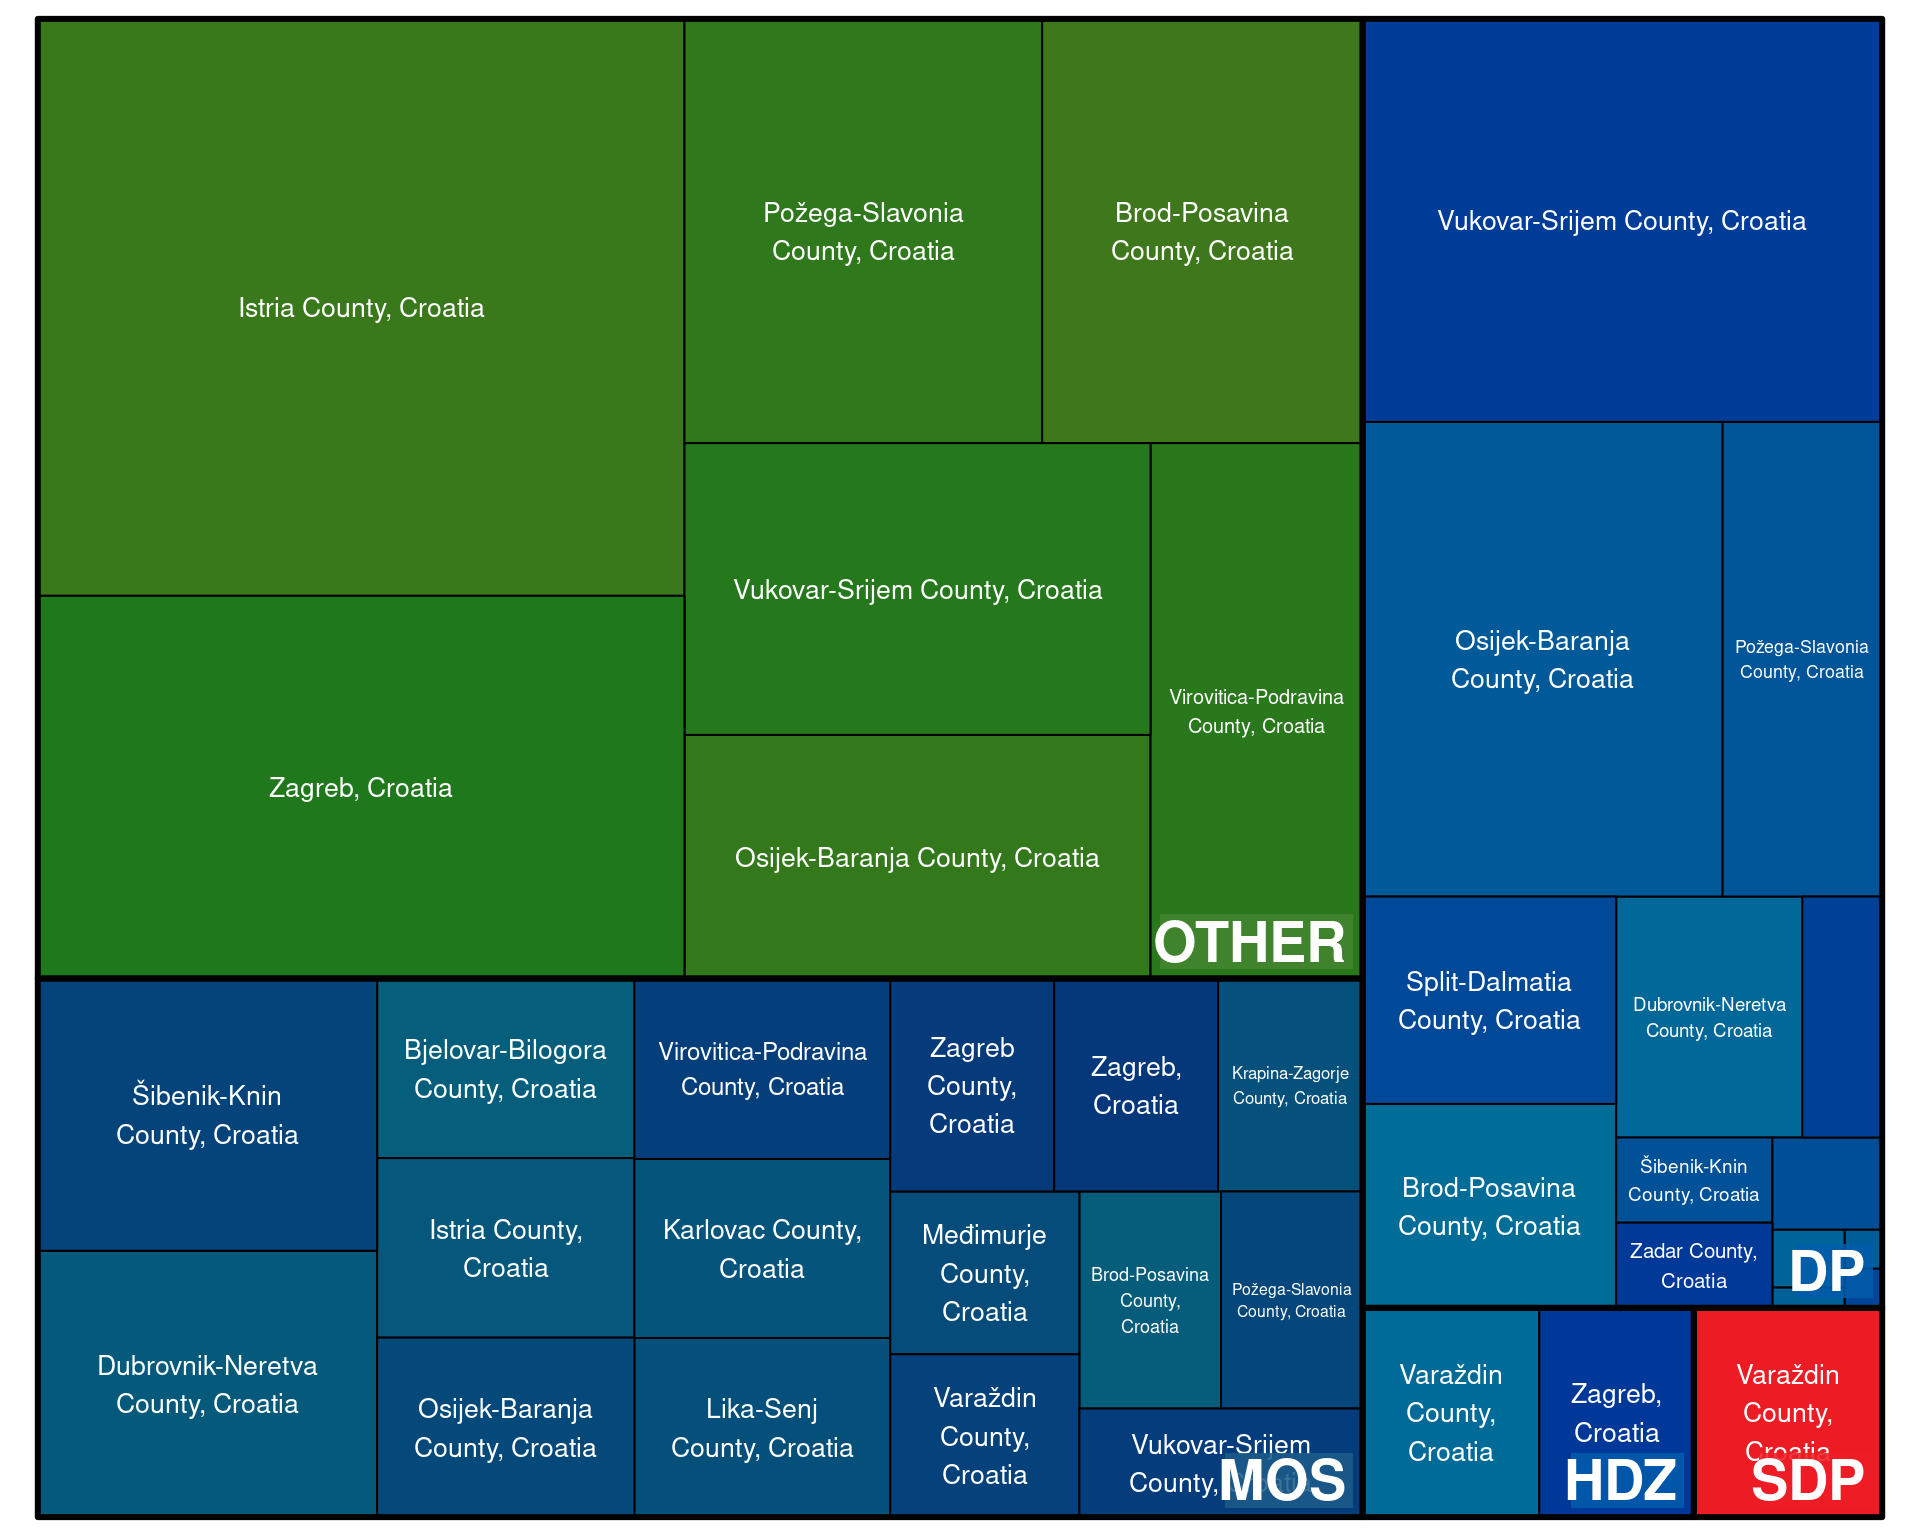 Istria County, Croatia
Požega-Slavonia
County, Croatia
Brod-Posavina
County, Croatia
Zagreb, Croatia
Vukovar-Srijem County, Croatia
Virovitica-Podravina
County, Croatia
Osijek-Baranja County, Croatia
OTHER
Vukovar-Srijem County, Croatia
Osijek-Baranja
County, Croatia
Požega-Slavonia
County, Croatia
Split-Dalmatia
County, Croatia
Dubrovnik-Neretva
County, Croatia
Brod-Posavina
County, Croatia
Šibenik-Knin
County, Croatia
Zadar County,
Croatia
DP
Šibenik-Knin
County, Croatia
Dubrovnik-Neretva
County, Croatia
Bjelovar-Bilogora
County, Croatia
Istria County,
Croatia
Osijek-Baranja
County, Croatia
Virovitica-Podravina
County, Croatia
Karlovac County,
Croatia
Lika-Senj
County, Croatia
Zagreb
County,
Croatia
Zagreb,
Croatia
Krapina-Zagorje
County, Croatia
Međimurje
County,
Croatia
Brod-Posavina
County,
Croatia
Požega-Slavonia
County, Croatia
Varaždin
County,
Croatia
Vukovar-Srijem
County, Croatia
MOS
Varaždin
County,
Croatia
Zagreb,
Croatia
HDZ
Varaždin
County,
Croatia
SDP